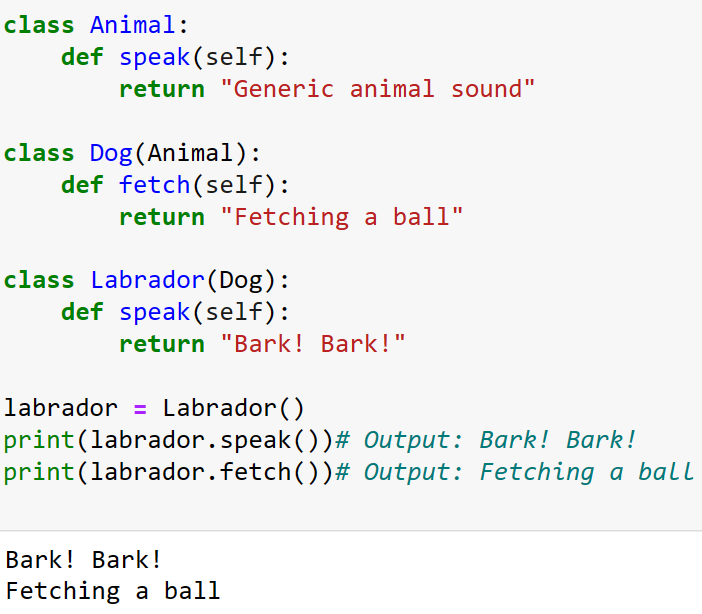 class Animal:
    def speak(self):
        return "Generic animal sound"

class Dog(Animal):
    def fetch(self):
        return "Fetching a ball"

class Labrador(Dog):
    def speak(self):
        return "Bark! Bark!"

labrador = Labrador()
print(labrador.speak())# Output: Bark! Bark!
print(labrador.fetch())# Output: Fetching a ball

Bark! Bark!
Fetching a ball